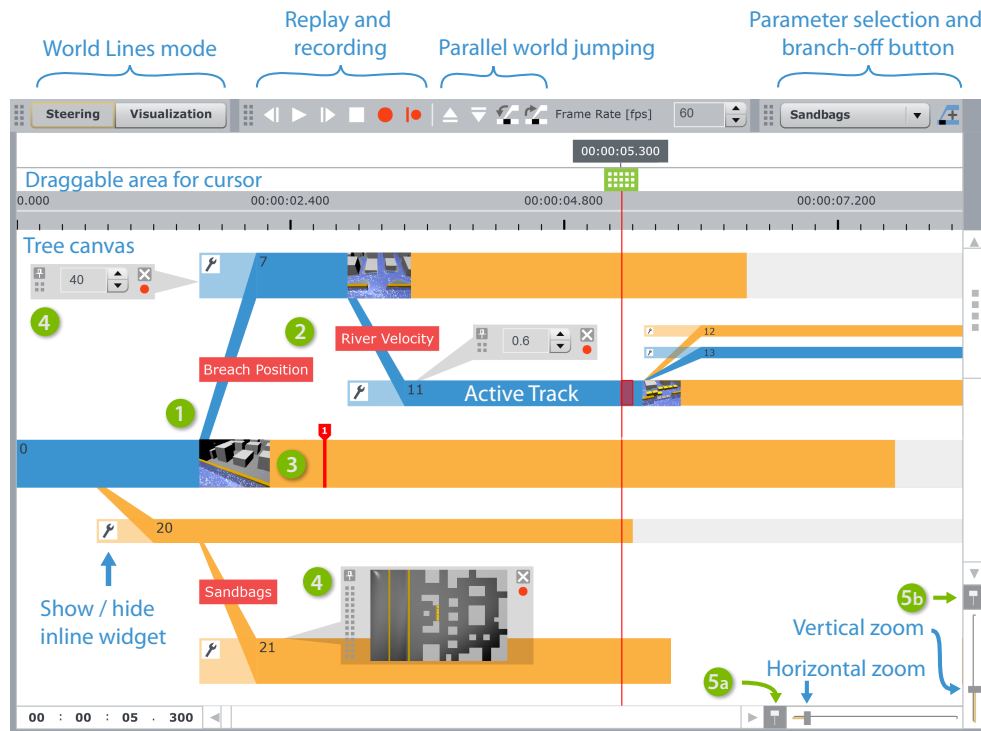 World Lines mode
Replay and
recording
Parallel world jumping
Parameter selection and
branch-off button
Steering
Visualization
Frame Rate [fps]
60
Sandbags
00:00:05.300
Draggable area for cursor
0.000
00:00:02.400
00:00:04.800
00:00:07.200
Tree canvas
40
4
7
2
River Velocity
0.6
12
13
Breach Position
11
Active Track
1
1
0
3
20
Sandbags
4
Show / hide
inline widget
21
5b
Vertical zoom
5a
Horizontal zoom
00 : 00 : 05 . 300